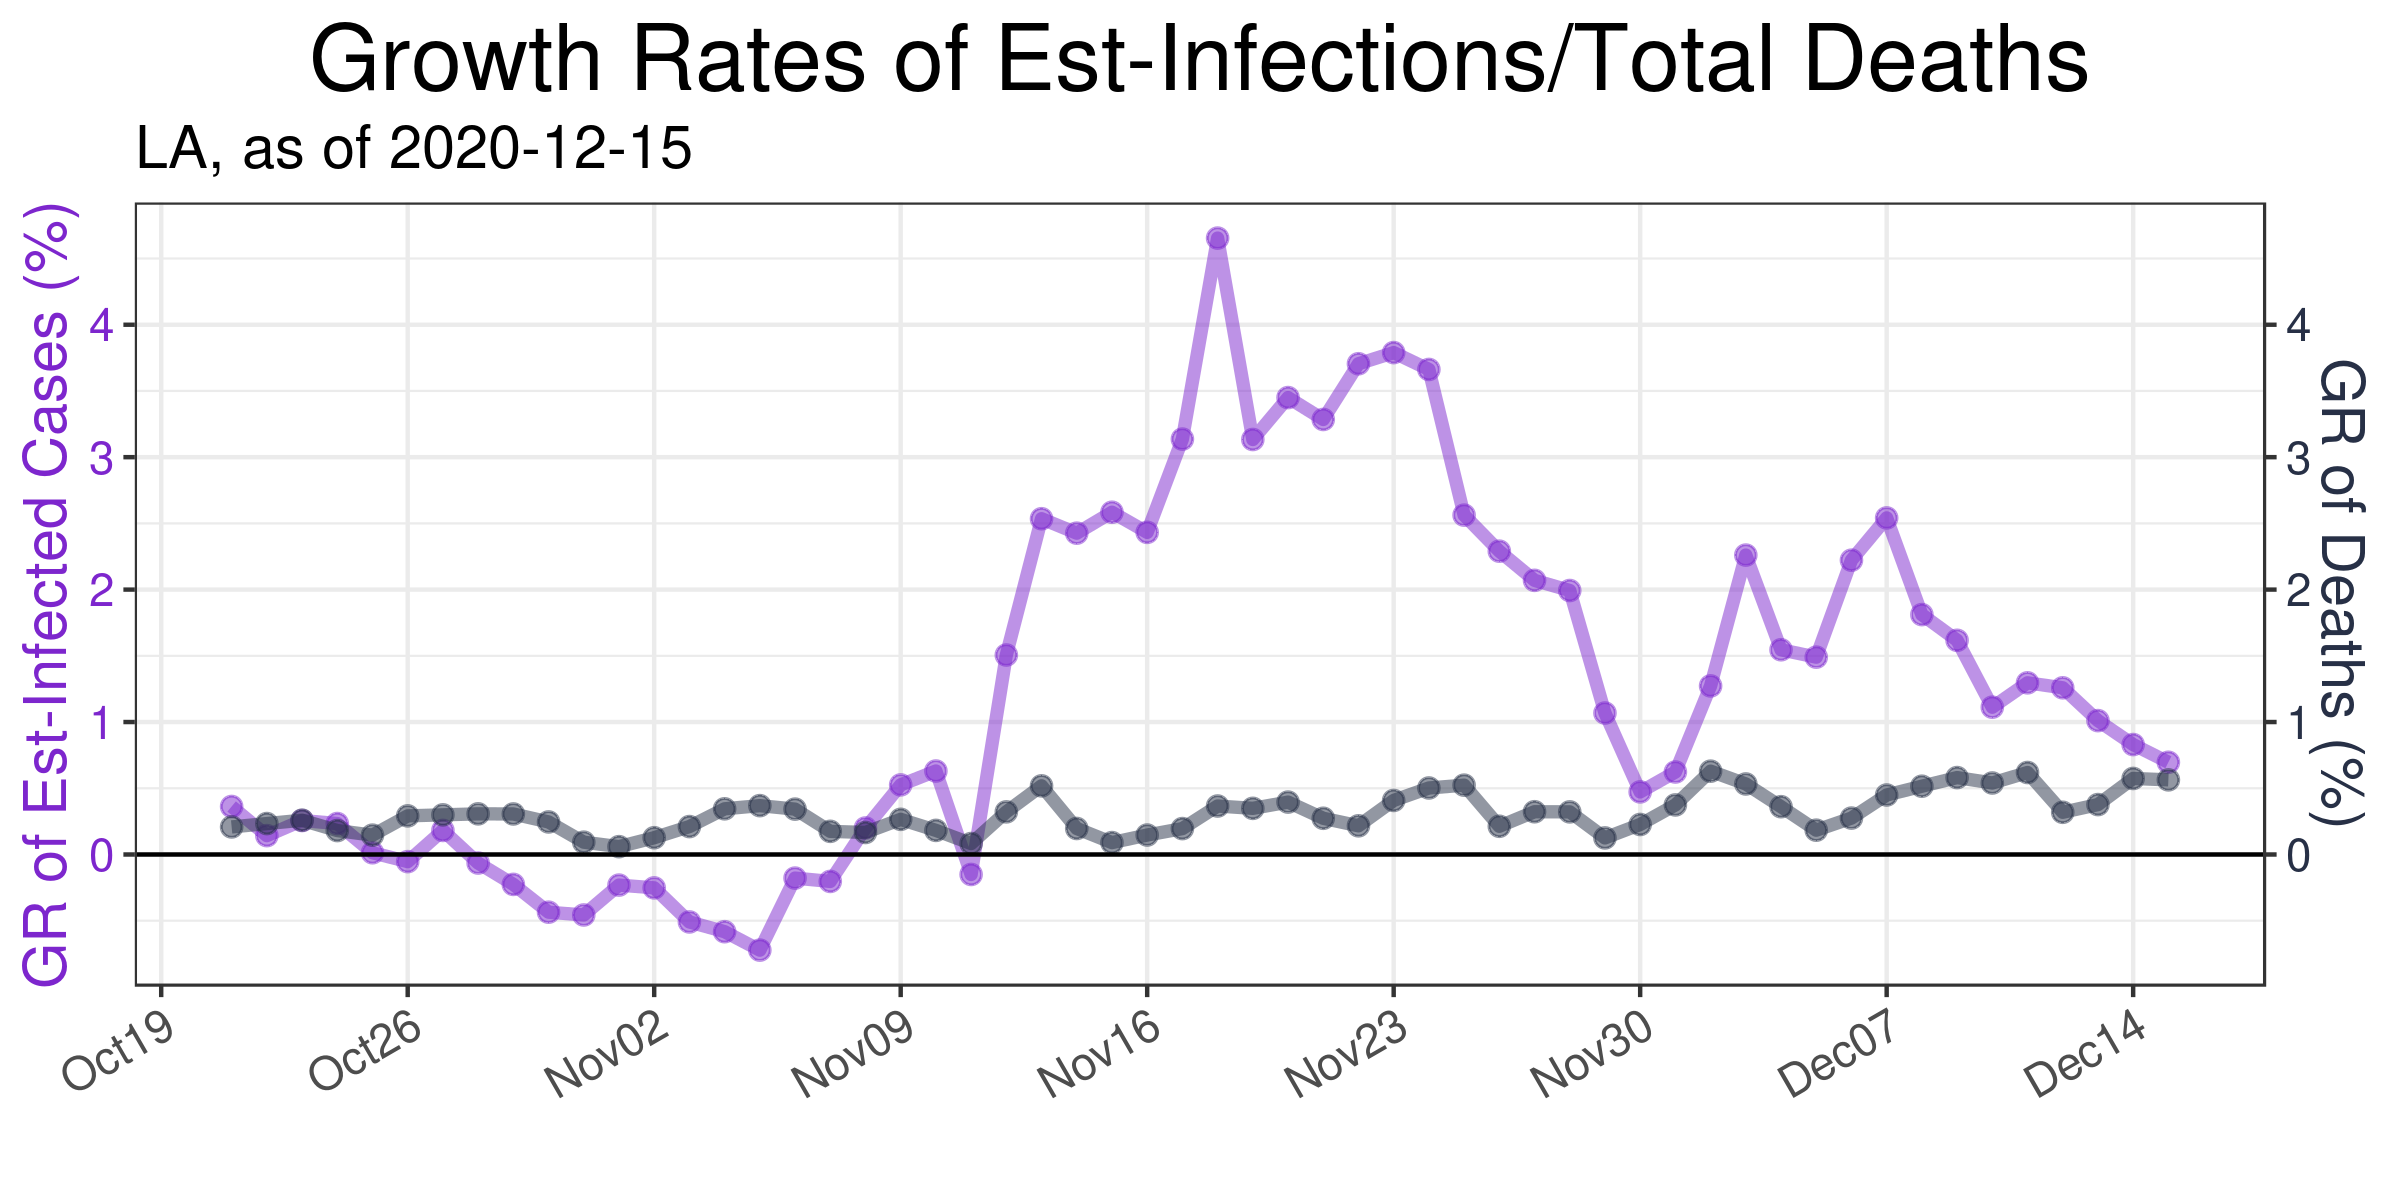 Growth Rates of Est-Infections/Total Deaths
LA, as of 2020-12-15
GR of Est-Infected Cases (%)
4
3
2
1
0
4
3
2
1
0
GR of Deaths (%)
Oct19
Oct26
Nov02
Nov09
Nov16
Nov23
Nov30
Dec07
Dec14